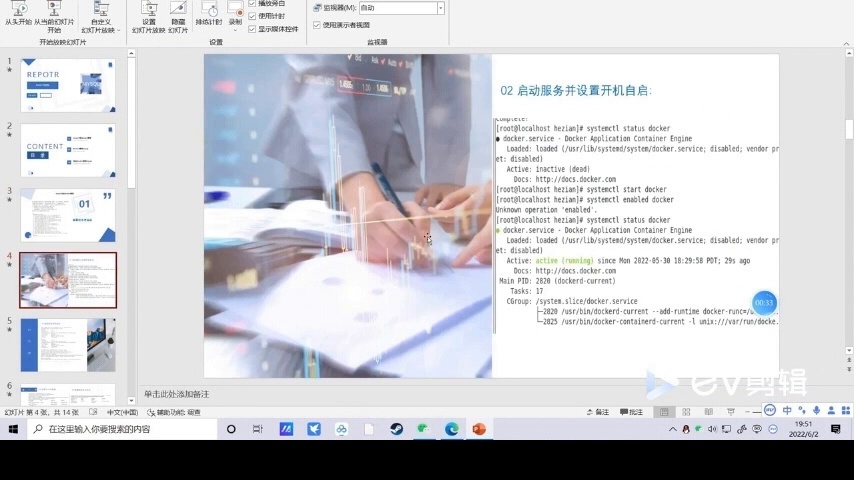 从头开始
从当前幻灯片
开始
自定义
幻灯片放映
设置
幻灯片放映
隐藏
幻灯片
排练计时
录制
播放旁白
使用计时
显示媒体控件
监视器(M):
自动
使用演示者视图
开始放映幻灯片
设置
监视器
1
REPOTR
2
CONTENT
目 录
3
01
4
5
6
02 启动服务并设置开机自启:
Complete!
[root@localhost hezian]# systemctl status docker
● docker.service - Docker Application Container Engine
Loaded: loaded (/usr/lib/systemd/system/docker.service; disabled; vendor pr
et: disabled)
Active: inactive (dead)
Docs: http://docs.docker.com
[root@localhost hezian]# systemctl start docker
[root@localhost hezian]# systemctl enabled docker
Unknown operation 'enabled'.
[root@localhost hezian]# systemctl status docker
● docker.service - Docker Application Container Engine
Loaded: loaded (/usr/lib/systemd/system/docker.service; disabled; vendor pr
et: disabled)
Active: active (running) since Mon 2022-05-30 18:29:58 PDT; 29s ago
Docs: http://docs.docker.com
Main PID: 2820 (dockerd-current)
Tasks: 17
CGroup: /system.slice/docker.service
├─2820 /usr/bin/dockerd-current --add-runtime docker-runc=/u
└─2825 /usr/bin/docker-containerd-current -l unix:///var/run/docke.
00:33
EV剪辑
单击此处添加备注
幻灯片 第 4 张，共 14 张
中文(中国)
辅助功能: 调查
备注
批注
中
在这里输入你要搜索的内容
19:51
2022/6/2